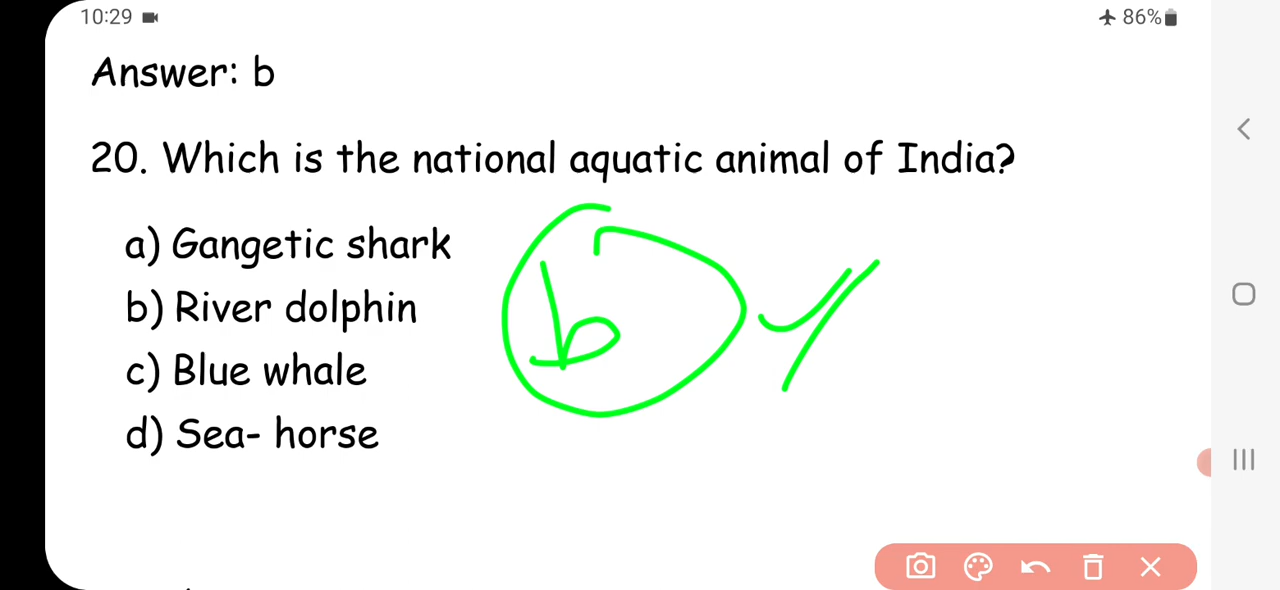 10:29
86%
Answer: b
20. Which is the national aquatic animal of India?
a) Gangetic shark
b) River dolphin
c) Blue whale
d) Sea- horse
b